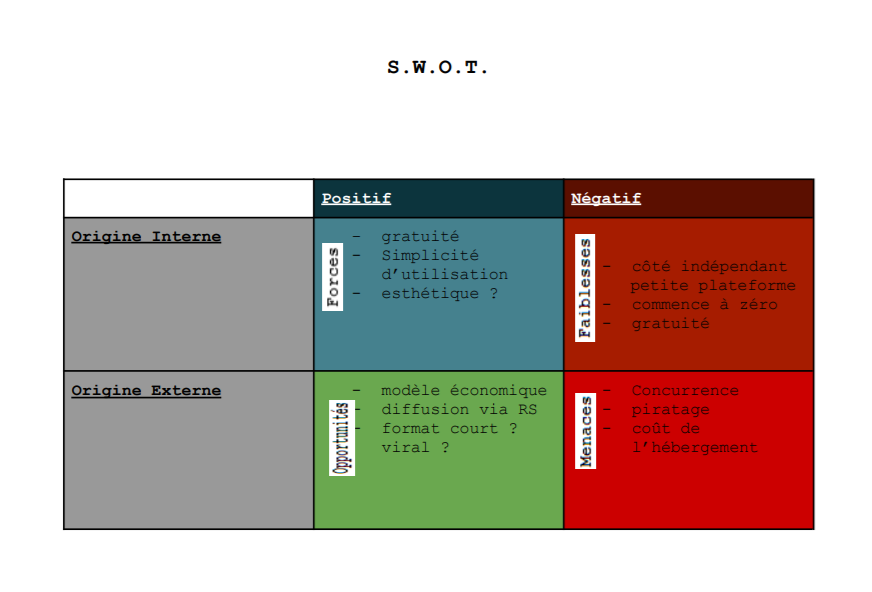 S.W.O.T.
Positif
Négatif
Origine Interne
Forces
- gratuité
- Simplicité
d'utilisation
- esthétique ?
Faiblesses
- côté indépendant
petite plateforme
- commence à zéro
- gratuité
Origine Externe
Opportunités
- modèle économique
- diffusion via RS
- format court ?
viral ?
Menaces
- Concurrence
- piratage
- coût de
l'hébergement